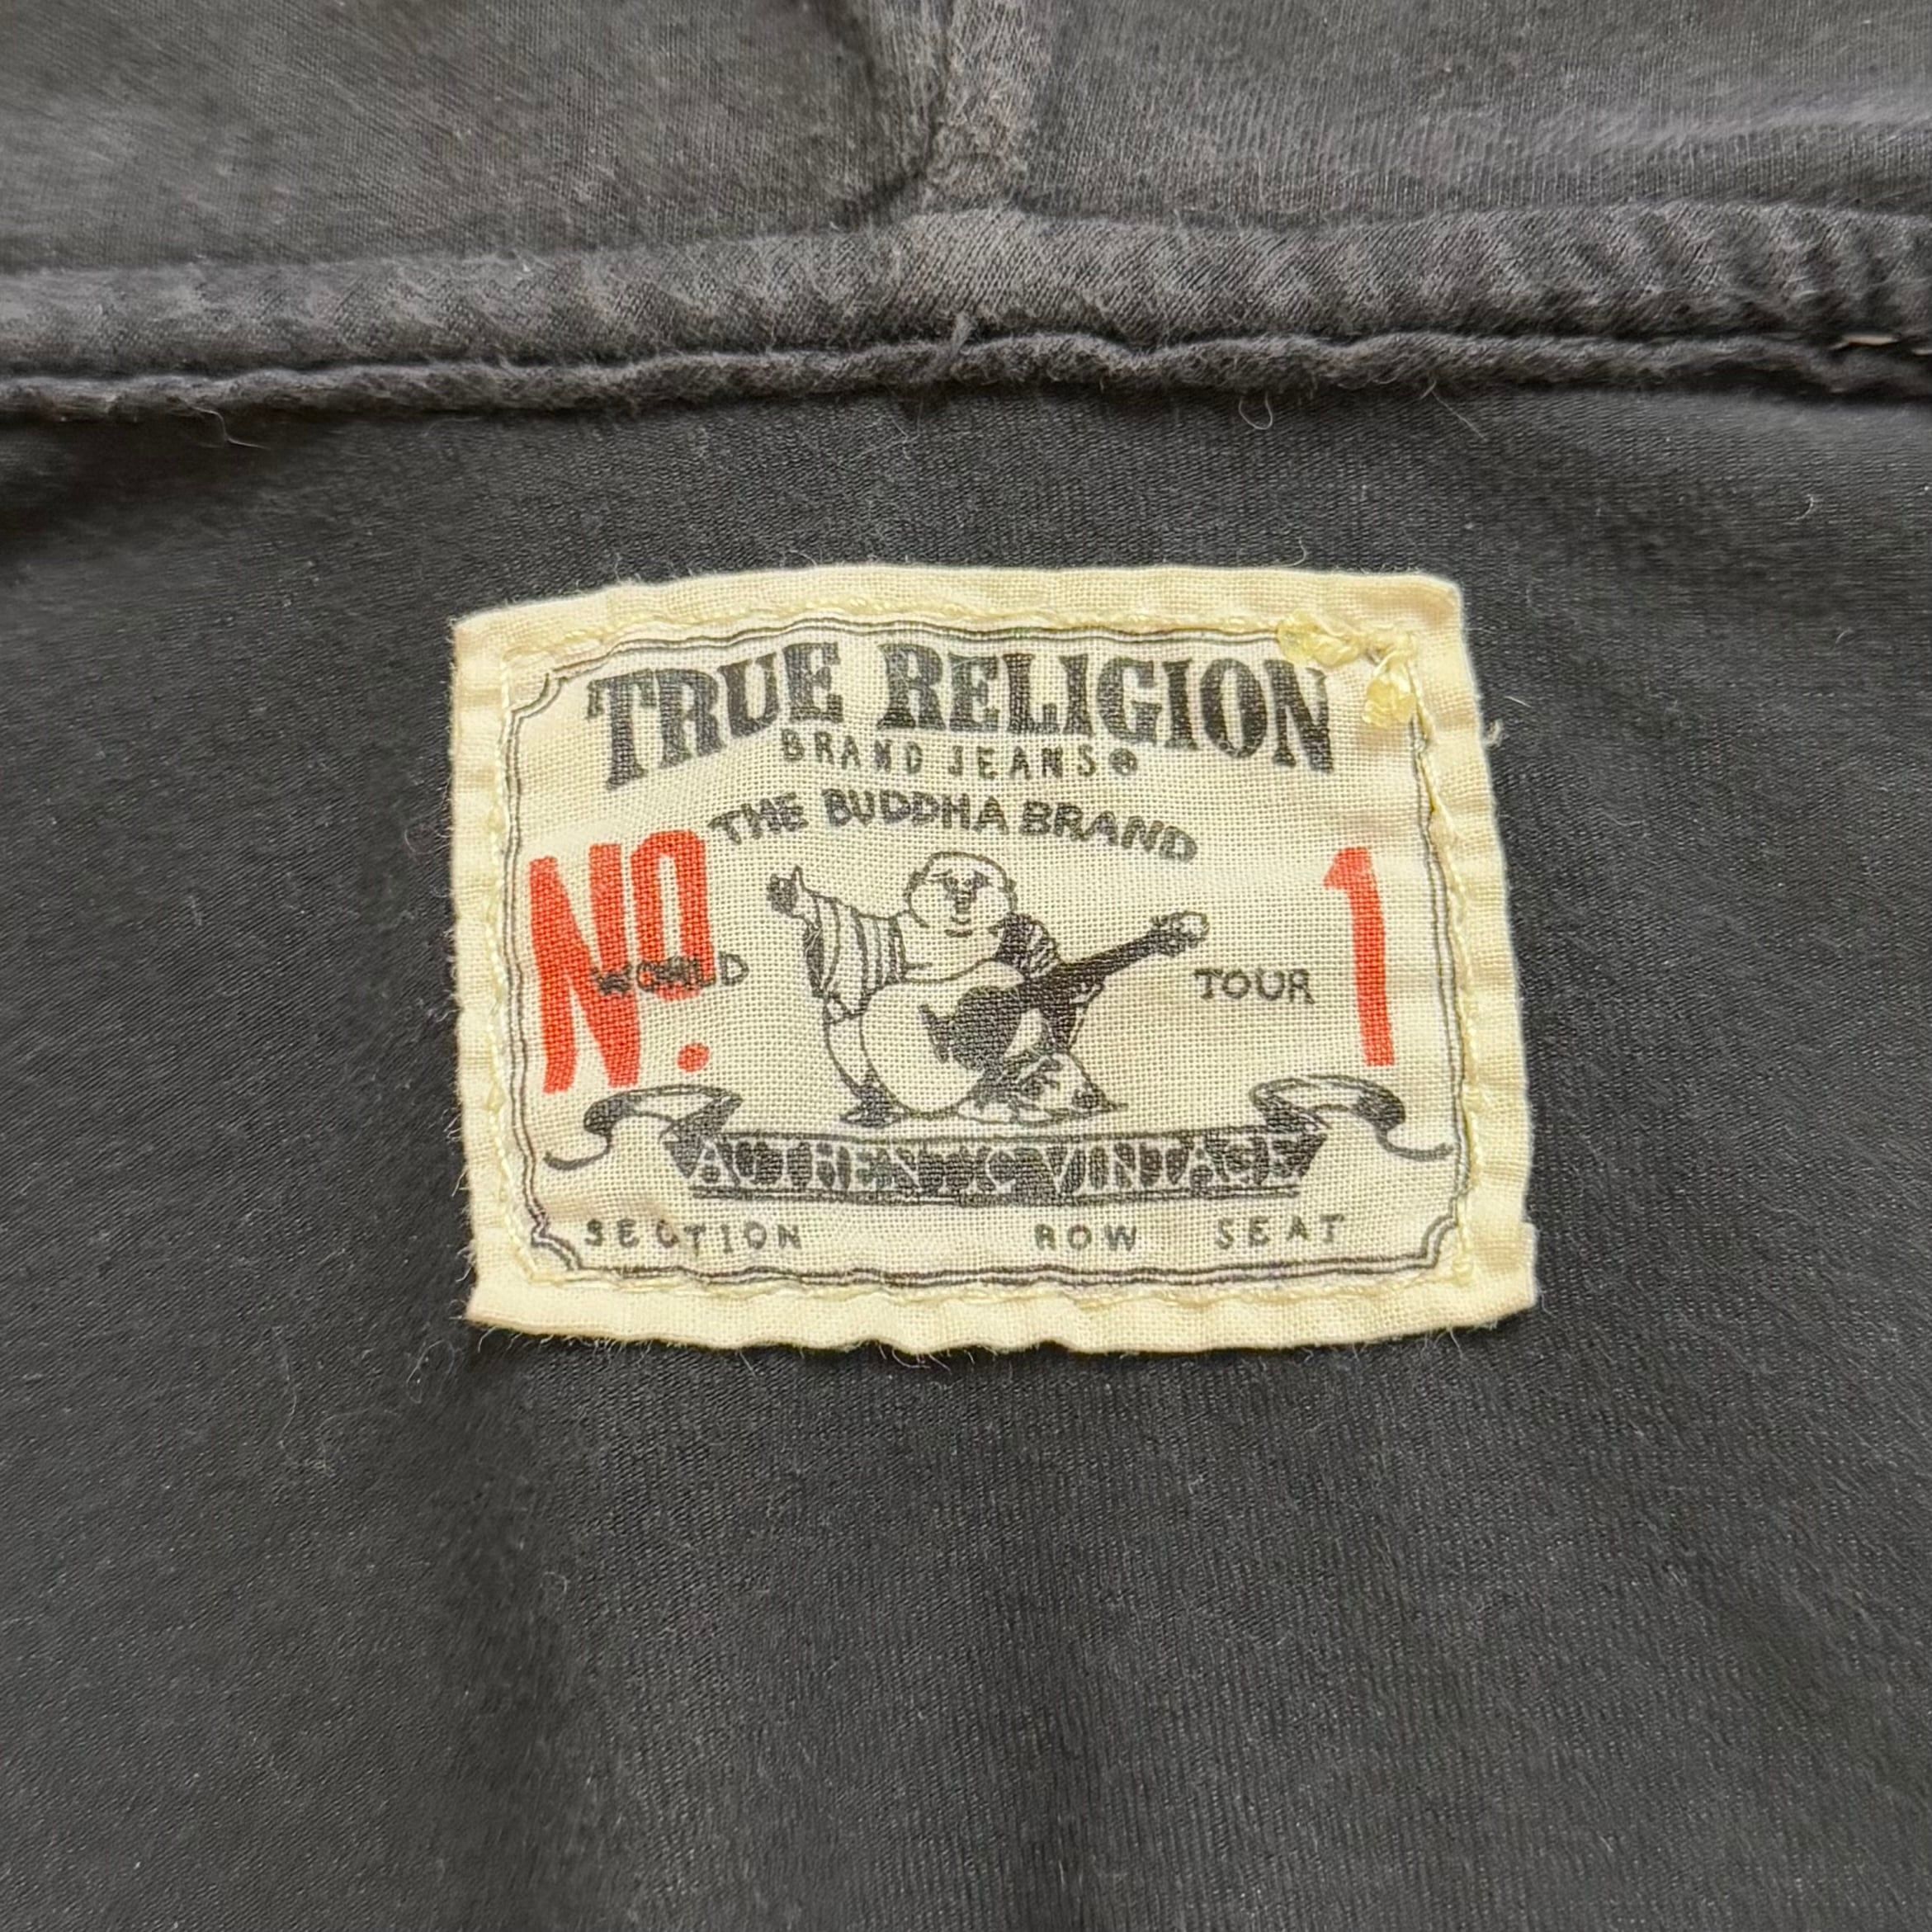 TRUE RELIGION
BRAND JEANS®
THE BUDDHA BRAND
NO. 1
WORLD TOUR
AUTHENTIC VINTAGE
SECTION ROW SEAT